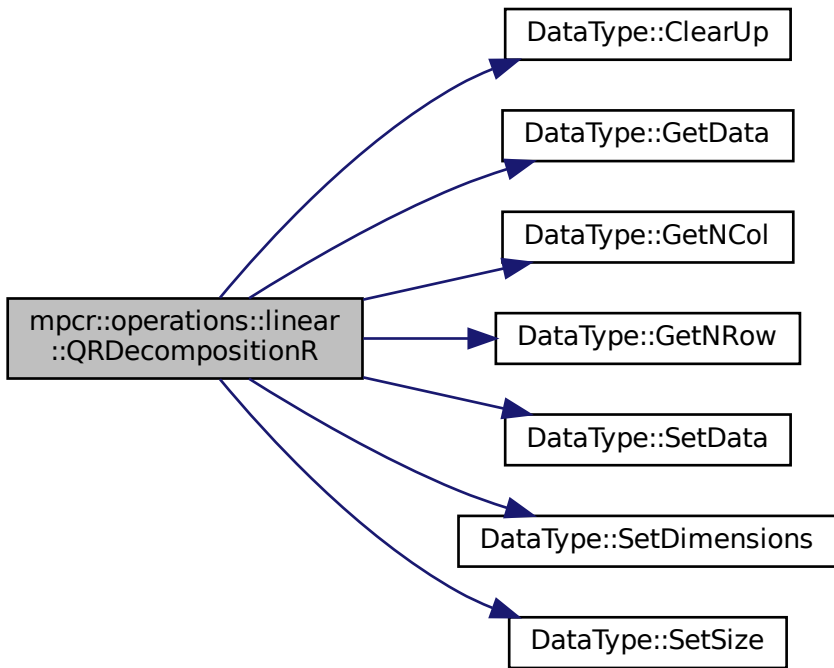 DataType::ClearUp
DataType::GetData
DataType::GetNCol
mpcr::operations::linear
::QRDecompositionR
DataType::GetNRow
DataType::SetData
DataType::SetDimensions
DataType::SetSize